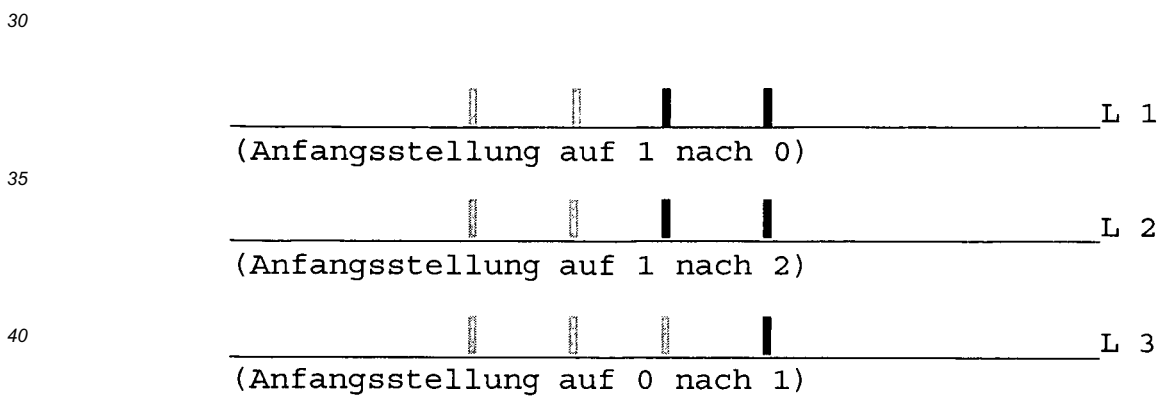 30
L 1
(Anfangsstellung auf 1 nach 0)
35
L 2
(Anfangsstellung auf 1 nach 2)
40
L 3
(Anfangsstellung auf 0 nach 1)